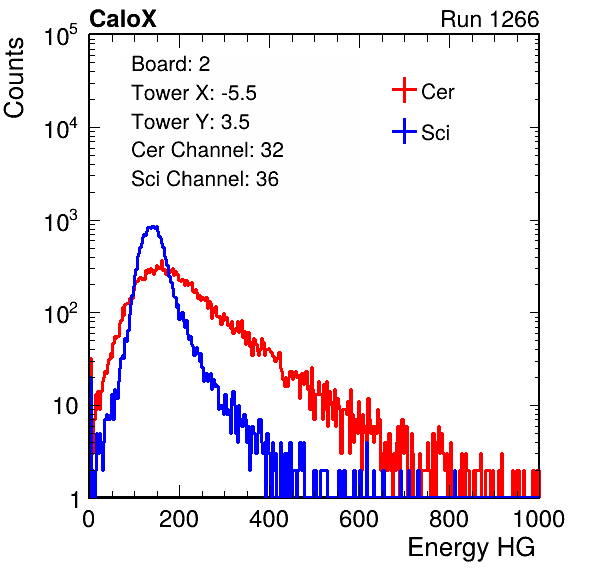 CaloX Run 1266
Counts
10^5
10^4
10^3
10^2
10
1
Board: 2
Tower X: -5.5
Tower Y: 3.5
Cer Channel: 32
Sci Channel: 36
Cer
Sci
0 200 400 600 800 1000
Energy HG